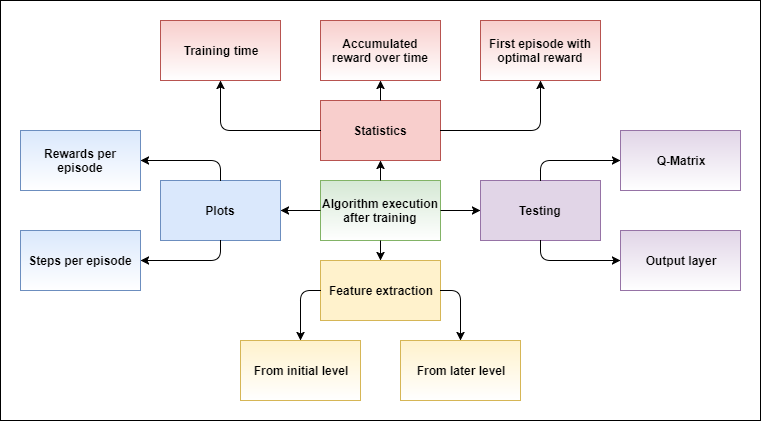 Training time
Accumulated
reward over time
First episode with
optimal reward
Statistics
Rewards per
episode
Q-Matrix
Plots
Algorithm execution
after training
Testing
Steps per episode
Output layer
Feature extraction
From initial level
From later level